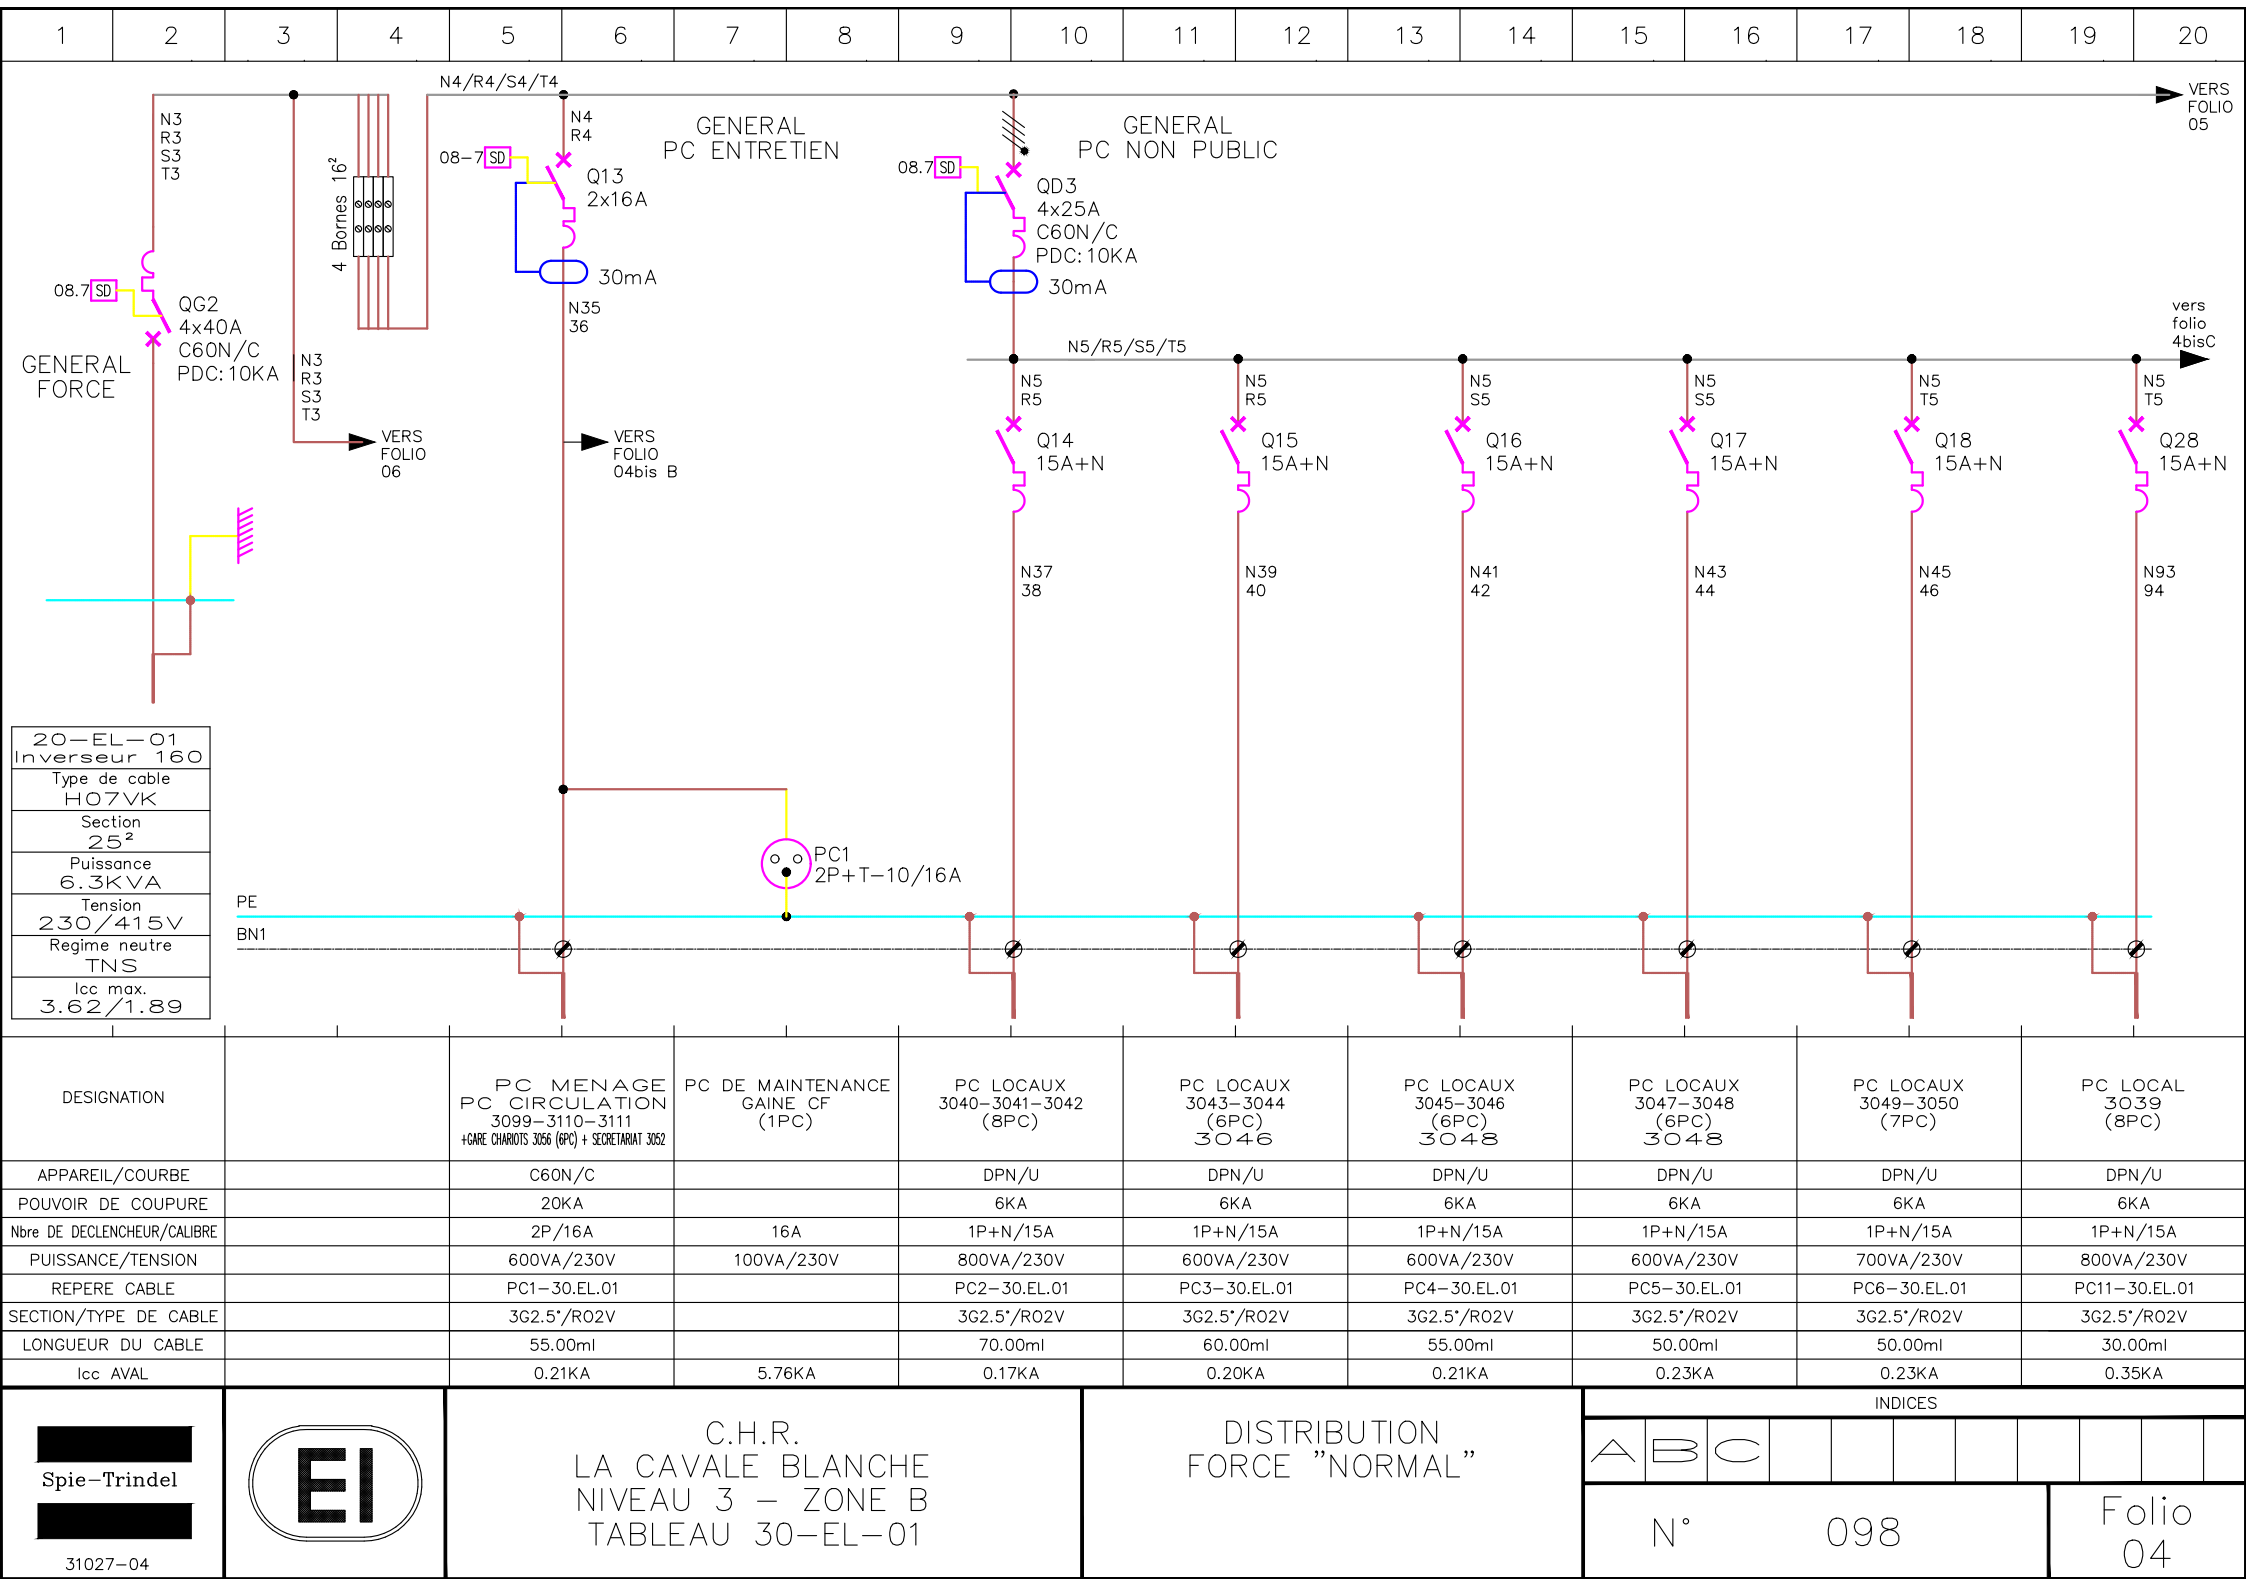 1 2 3 4 5 6 7 8 9 10 11 12 13 14 15 16 17 18 19 20
N4/R4/S4/T4
VERS
FOLIO
05
N3
R3
S3
T3
4 Bornes 16²
N4
R4
GENERAL
PC ENTRETIEN
GENERAL
PC NON PUBLIC
08-7 SD
Q13
2x16A
30mA
N35
36
08.7 SD
QD3
4x25A
C60N/C
PDC:10KA
30mA
08.7 SD
QG2
4x40A
C60N/C
PDC:10KA
GENERAL
FORCE
N3
R3
S3
T3
VERS
FOLIO
06
VERS
FOLIO
04bis B
N5/R5/S5/T5
vers
folio
4bisC
N5
R5
Q14
15A+N
N37
38
N5
R5
Q15
15A+N
N39
40
N5
S5
Q16
15A+N
N41
42
N5
S5
Q17
15A+N
N43
44
N5
T5
Q18
15A+N
N45
46
N5
T5
Q28
15A+N
N93
94
20-EL-01
Inverseur 160
Type de cable
HO7VK
Section
25²
Puissance
6.3KVA
Tension
230/415V
Regime neutre
TNS
Icc max.
3.62/1.89
PC1
2P+T-10/16A
PE
BN1
DESIGNATION
PC MENAGE
PC CIRCULATION
3099-3110-3111
+GARE CHARIOTS 3056 (6PC) + SECRETARIAT 3052
PC DE MAINTENANCE
GAINE CF
(1PC)
PC LOCAUX
3040-3041-3042
(8PC)
PC LOCAUX
3043-3044
(6PC)
3046
PC LOCAUX
3045-3046
(6PC)
3048
PC LOCAUX
3047-3048
(6PC)
3048
PC LOCAUX
3049-3050
(7PC)
PC LOCAL
3039
(8PC)
APPAREIL/COURBE C60N/C DPN/U DPN/U DPN/U DPN/U DPN/U DPN/U
POUVOIR DE COUPURE 20KA 6KA 6KA 6KA 6KA 6KA 6KA
Nbre DE DECLENCHEUR/CALIBRE 2P/16A 16A 1P+N/15A 1P+N/15A 1P+N/15A 1P+N/15A 1P+N/15A 1P+N/15A
PUISSANCE/TENSION 600VA/230V 100VA/230V 800VA/230V 600VA/230V 600VA/230V 600VA/230V 700VA/230V 800VA/230V
REPERE CABLE PC1-30.EL.01 PC2-30.EL.01 PC3-30.EL.01 PC4-30.EL.01 PC5-30.EL.01 PC6-30.EL.01 PC11-30.EL.01
SECTION/TYPE DE CABLE 3G2.5°/RO2V 3G2.5°/RO2V 3G2.5°/RO2V 3G2.5°/RO2V 3G2.5°/RO2V 3G2.5°/RO2V 3G2.5°/RO2V
LONGUEUR DU CABLE 55.00ml 70.00ml 60.00ml 55.00ml 50.00ml 50.00ml 30.00ml
Icc AVAL 0.21KA 5.76KA 0.17KA 0.20KA 0.21KA 0.23KA 0.23KA 0.35KA
Spie-Trindel
31027-04
EI
C.H.R.
LA CAVALE BLANCHE
NIVEAU 3 - ZONE B
TABLEAU 30-EL-01
DISTRIBUTION
FORCE "NORMAL"
INDICES
A B C
N° 098
Folio
04